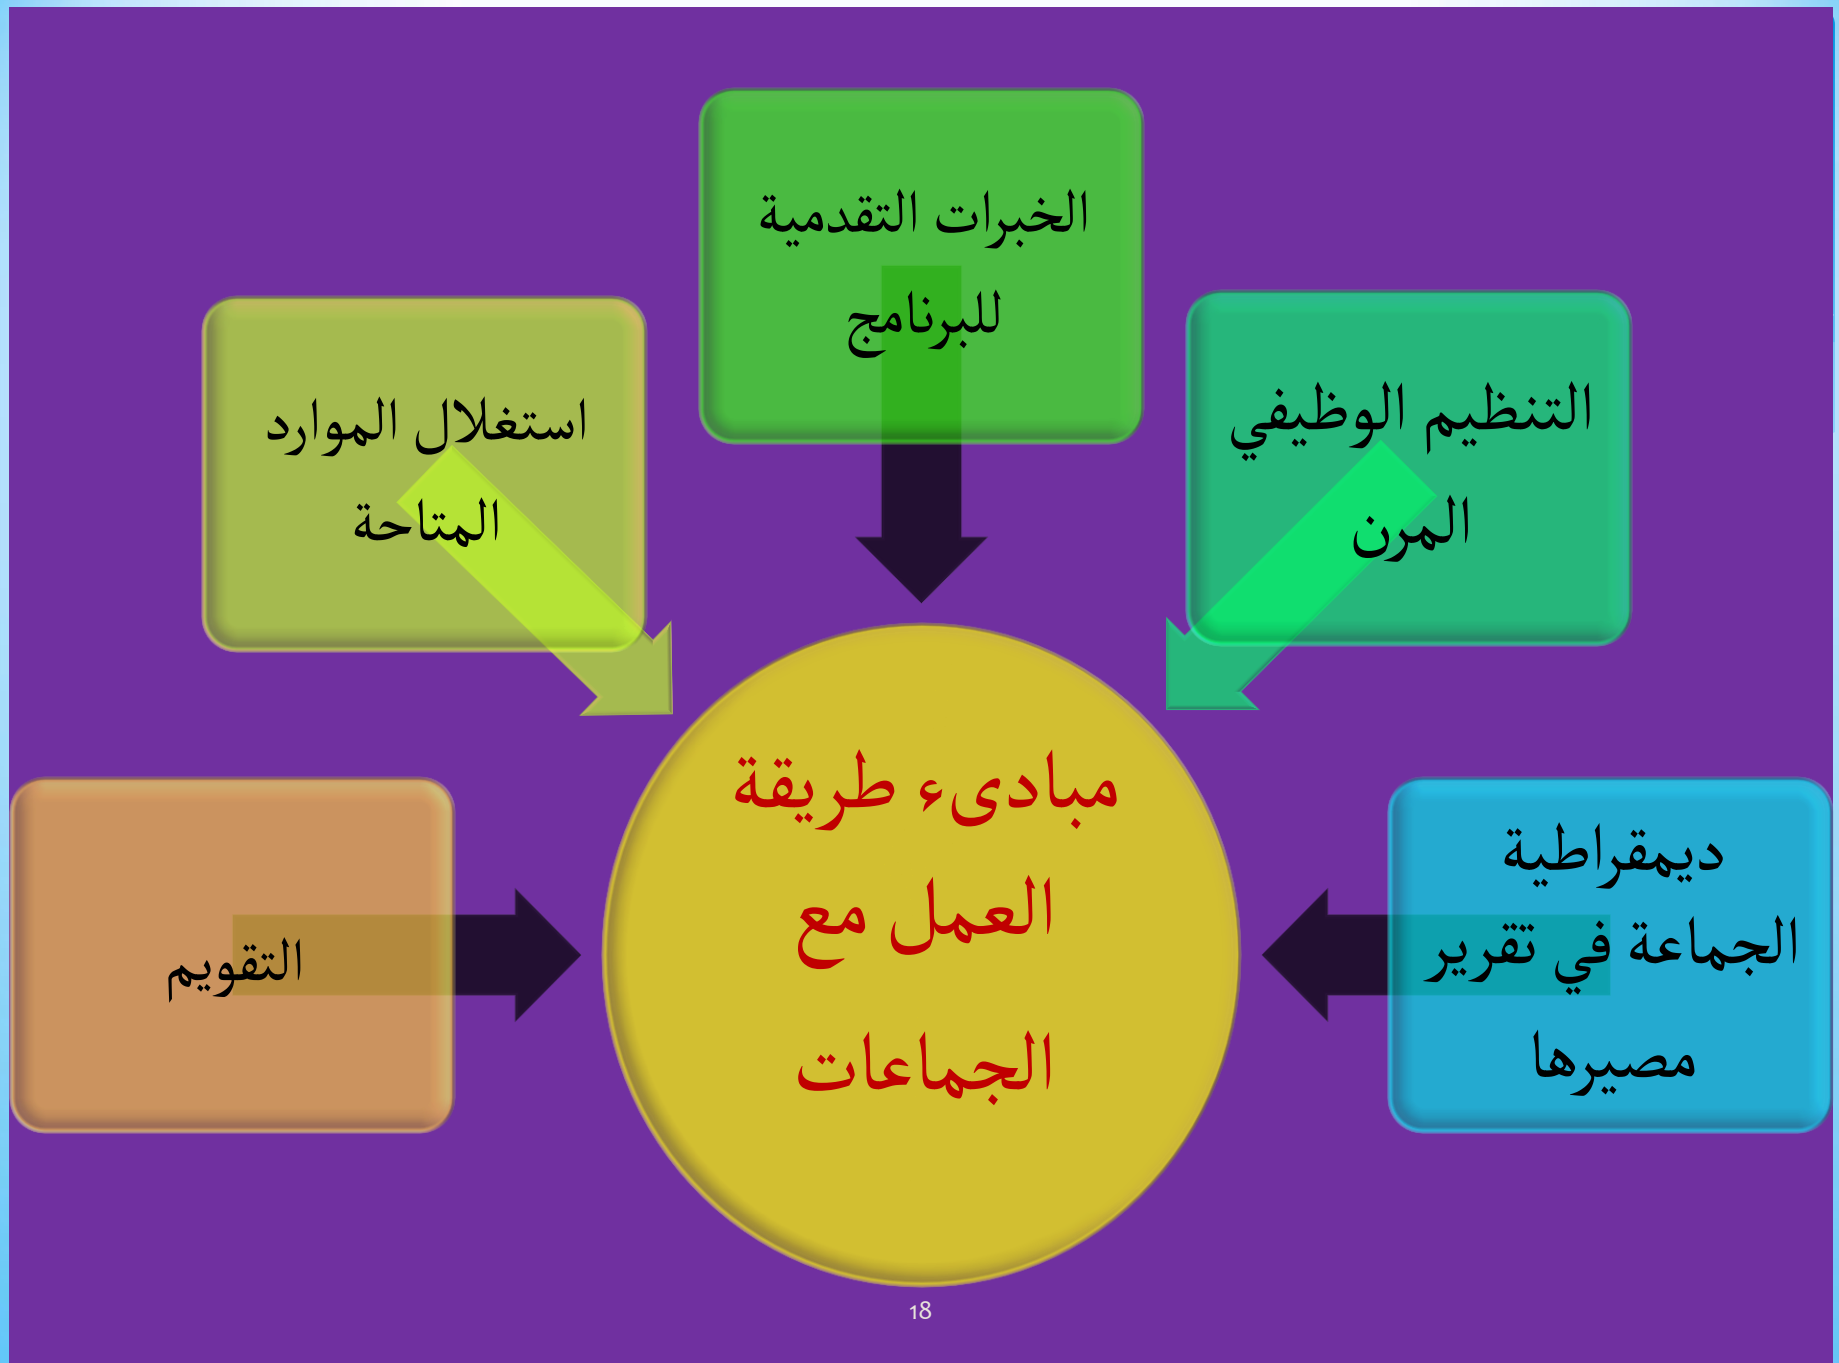 الخبرات التقدمية
للبرنامج
التنظيم الوظيفي
المرن
استغلال الموارد
المتاحة
ديمقراطية
الجماعة في تقرير
مصيرها
مبادىء طريقة
العمل مع
الجماعات
التقويم
18